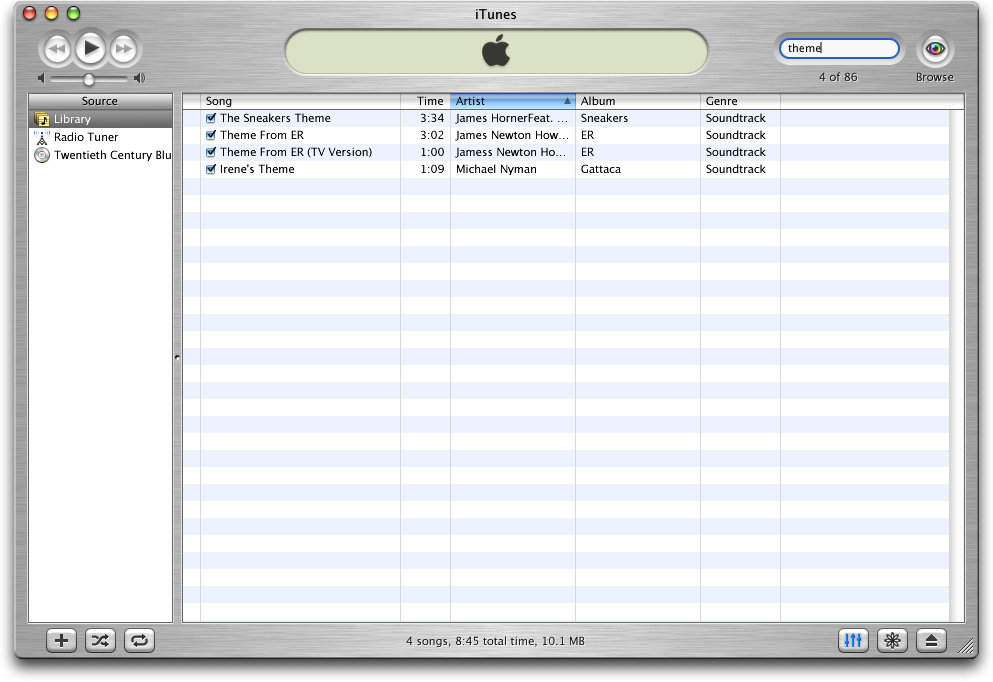 iTunes
theme
4 of 86
Browse
Source
Library
Radio Tuner
Twentieth Century Blu
Song Time Artist Album Genre
The Sneakers Theme 3:34 James HornerFeat. ... Sneakers Soundtrack
Theme From ER 3:02 James Newton How... ER Soundtrack
Theme From ER (TV Version) 1:00 Jamess Newton Ho... ER Soundtrack
Irene's Theme 1:09 Michael Nyman Gattaca Soundtrack
4 songs, 8:45 total time, 10.1 MB